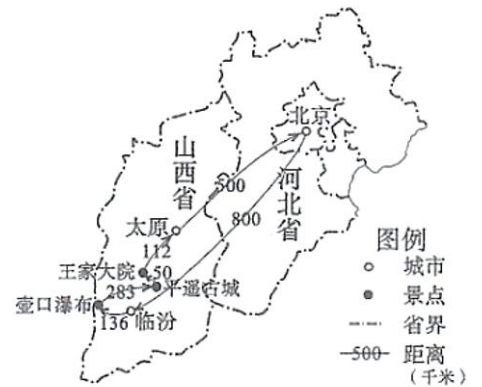 北京
山西省
500
河北省
800
太原
112
王家大院
50
283
平遥古城
壶口瀑布
136
临汾
图例
城市
景点
省界
500 距离
(千米)